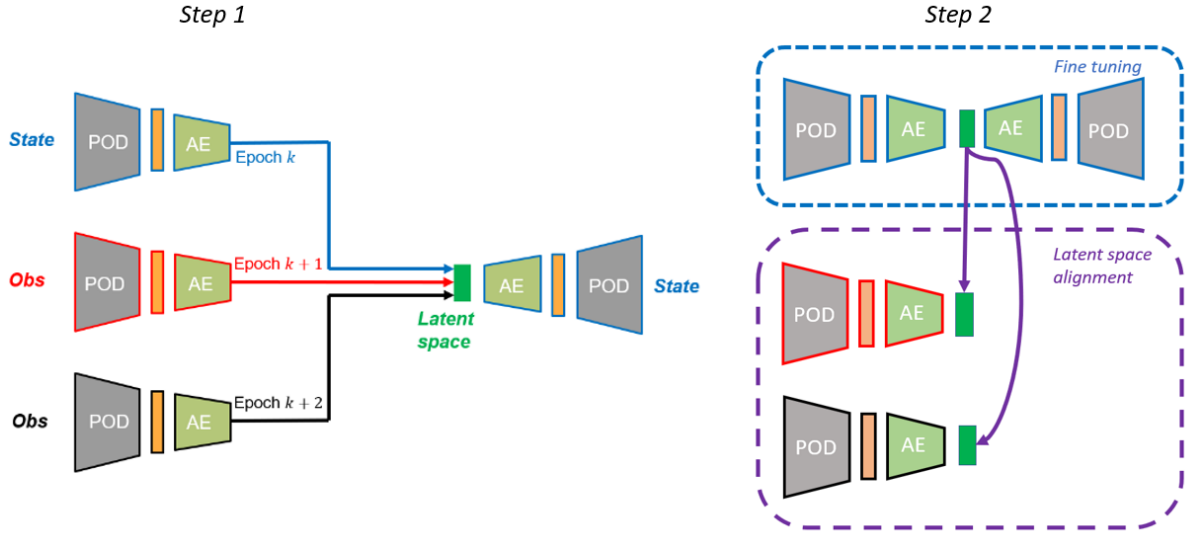 Step 1
State
POD
AE
Epoch k
Obs
POD
AE
Epoch k + 1
Latent
space
AE
POD
State
Obs
POD
AE
Epoch k + 2
Step 2
Fine tuning
POD
AE
AE
POD
Latent space
alignment
POD
AE
POD
AE